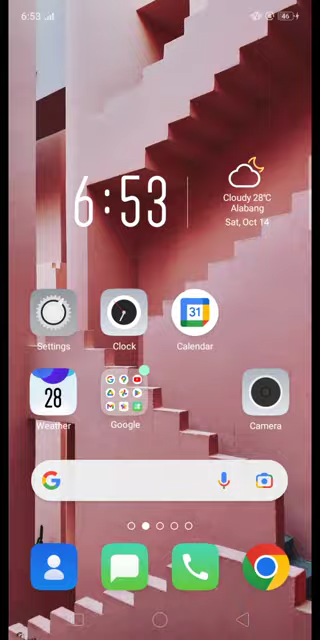 6:53
46
6:53
Cloudy 28°C
Alabang
Sat, Oct 14
31
Settings
Clock
Calendar
28
Weather
Google
Camera
G